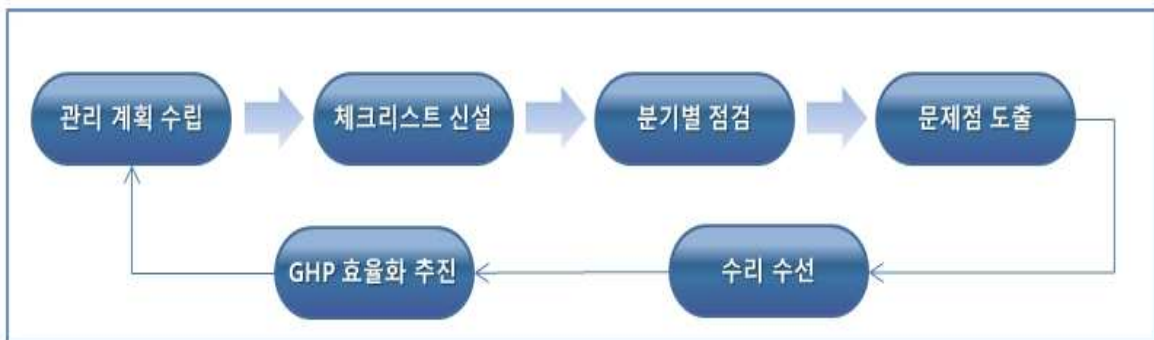 관리 계획 수립
체크리스트 신설
분기별 점검
문제점 도출
수리 수선
GHP 효율화 추진